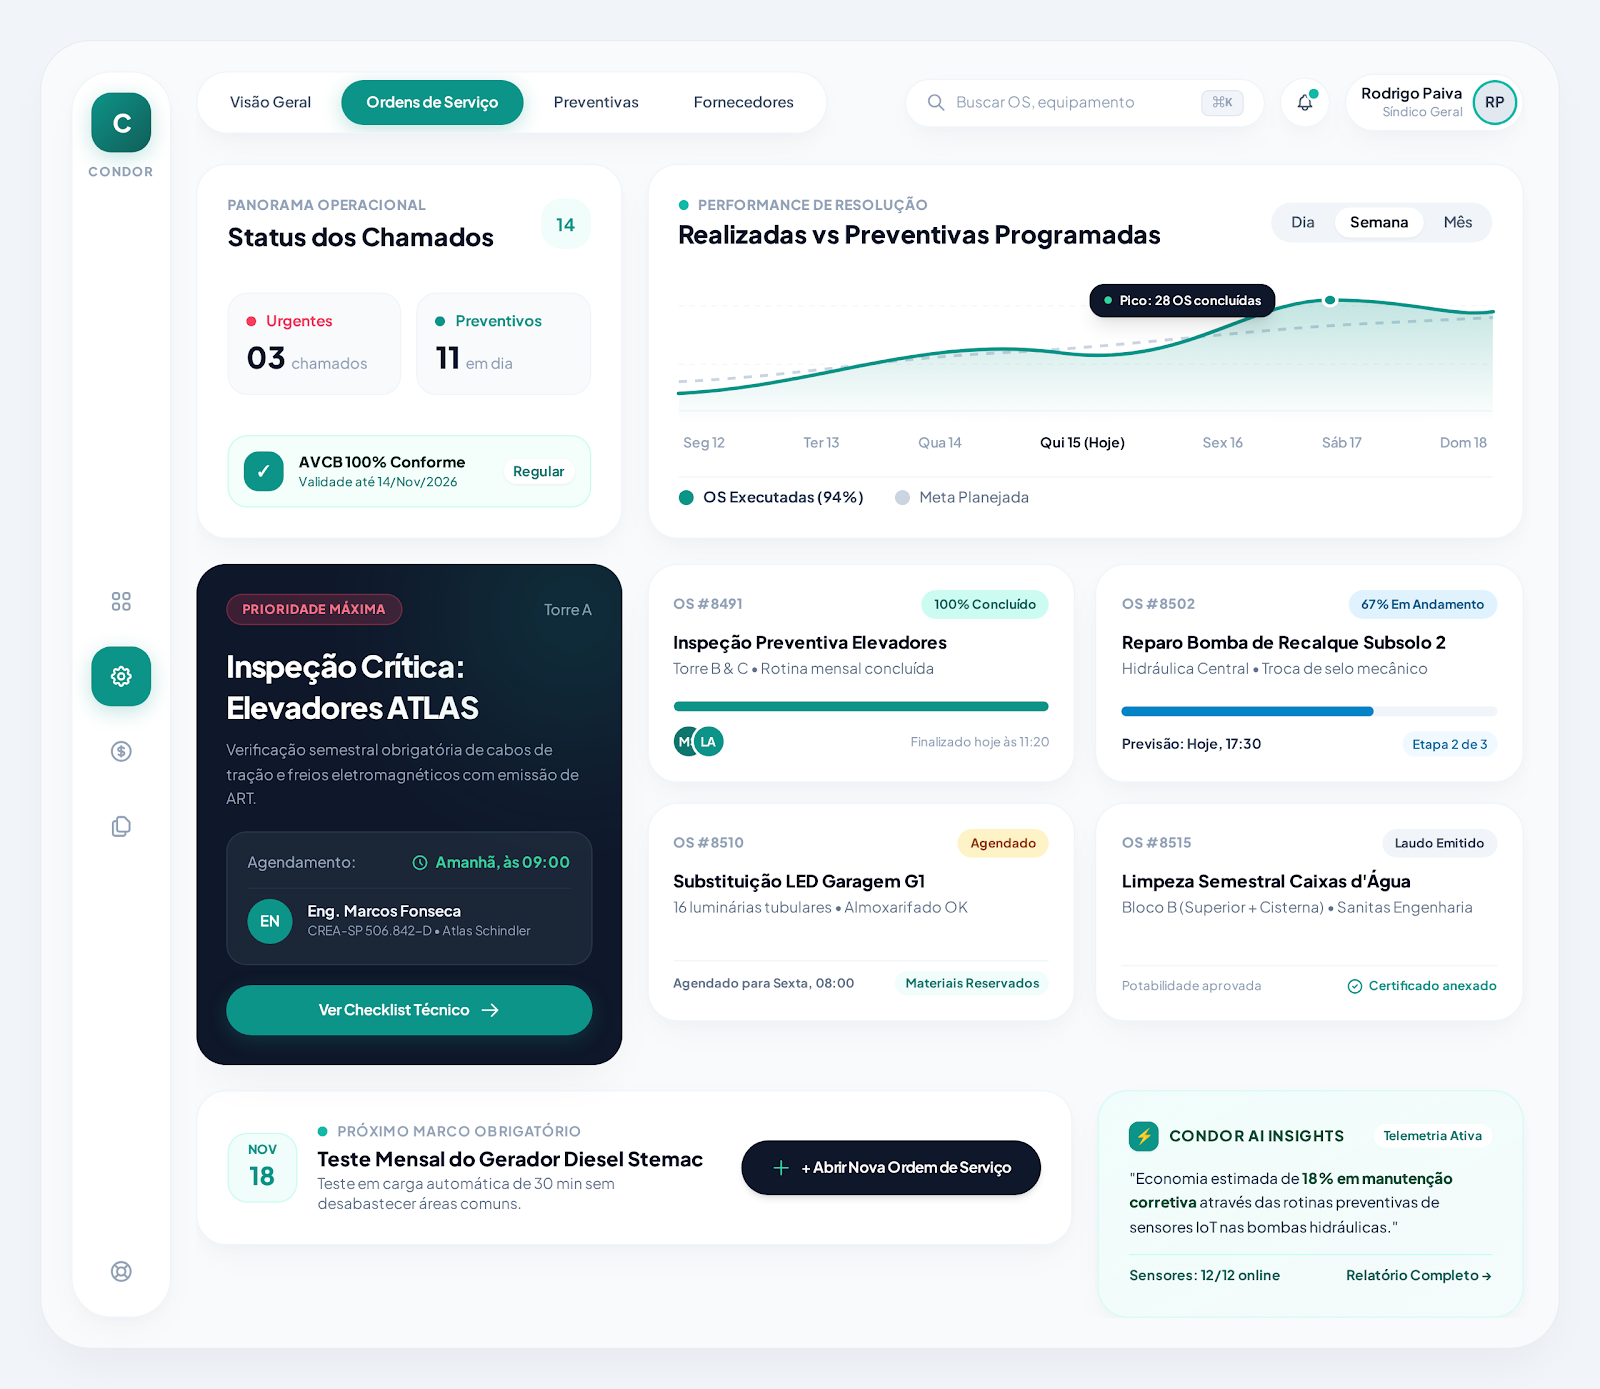 C
CONDOR
Visão Geral
Ordens de Serviço
Preventivas
Fornecedores
Buscar OS, equipamento
⌘K
Rodrigo Paiva
Síndico Geral
RP
PANORAMA OPERACIONAL
Status dos Chamados
14
Urgentes
03 chamados
Preventivos
11 em dia
✓
AVCB 100% Conforme
Validade até 14/Nov/2026
Regular
PERFORMANCE DE RESOLUÇÃO
Realizadas vs Preventivas Programadas
Dia
Semana
Mês
Pico: 28 OS concluídas
Seg 12
Ter 13
Qua 14
Qui 15 (Hoje)
Sex 16
Sáb 17
Dom 18
OS Executadas (94%)
Meta Planejada
PRIORIDADE MÁXIMA
Torre A
Inspeção Crítica:
Elevadores ATLAS
Verificação semestral obrigatória de cabos de
tração e freios eletromagnéticos com emissão de
ART.
Agendamento:
Amanhã, às 09:00
EN
Eng. Marcos Fonseca
CREA-SP 506.842-D • Atlas Schindler
Ver Checklist Técnico →
OS #8491
100% Concluído
Inspeção Preventiva Elevadores
Torre B & C • Rotina mensal concluída
LA
Finalizado hoje às 11:20
OS #8502
67% Em Andamento
Reparo Bomba de Recalque Subsolo 2
Hidráulica Central • Troca de selo mecânico
Previsão: Hoje, 17:30
Etapa 2 de 3
OS #8510
Agendado
Substituição LED Garagem G1
16 luminárias tubulares • Almoxarifado OK
Agendado para Sexta, 08:00
Materiais Reservados
OS #8515
Laudo Emitido
Limpeza Semestral Caixas d'Água
Bloco B (Superior + Cisterna) • Sanitas Engenharia
Potabilidade aprovada
Certificado anexado
NOV
18
PRÓXIMO MARCO OBRIGATÓRIO
Teste Mensal do Gerador Diesel Stemac
Teste em carga automática de 30 min sem
desabastecer áreas comuns.
+ Abrir Nova Ordem de Serviço
⚡
CONDOR AI INSIGHTS
Telemetria Ativa
"Economia estimada de 18% em manutenção
corretiva através das rotinas preventivas de
sensores IoT nas bombas hidráulicas."
Sensores: 12/12 online
Relatório Completo →